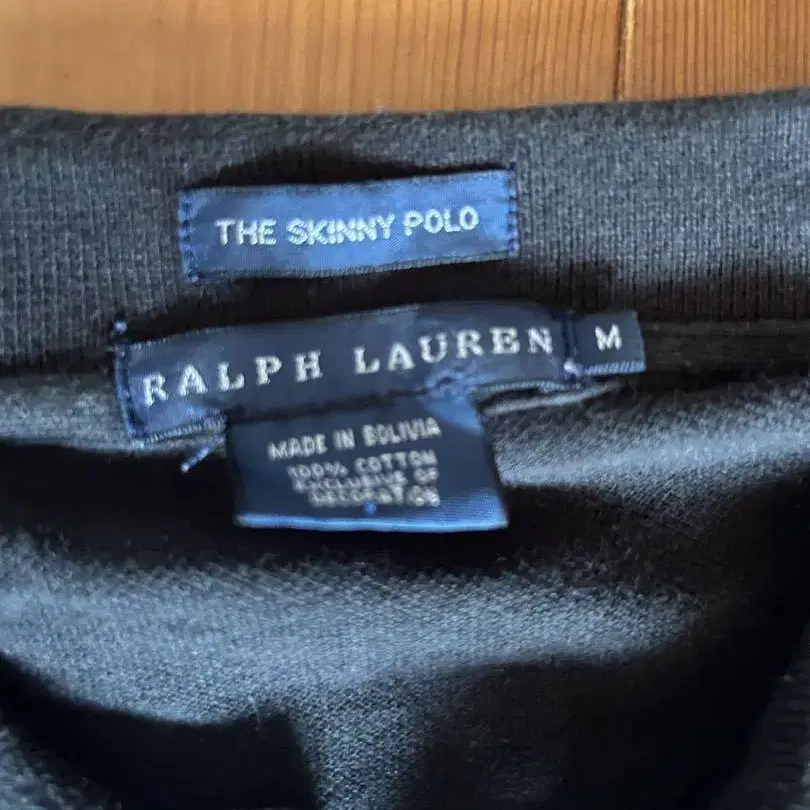 THE SKINNY POLO
RALPH LAUREN M
MADE IN BOLIVIA
100% COTTON
EXCLUSIVE OF
DECORATION